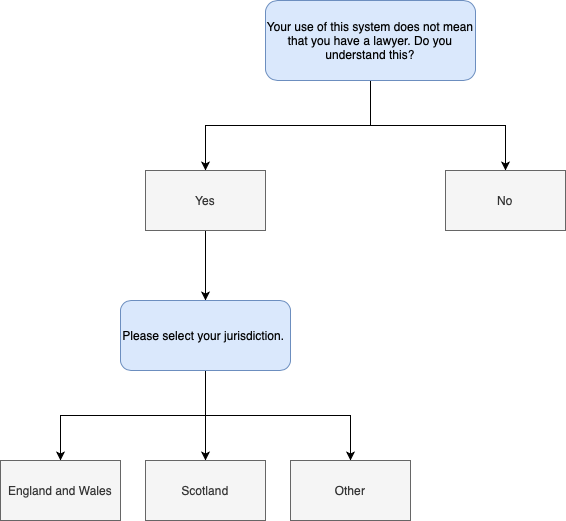 Your use of this system does not mean
that you have a lawyer. Do you
understand this?
Yes
No
Please select your jurisdiction.
England and Wales
Scotland
Other